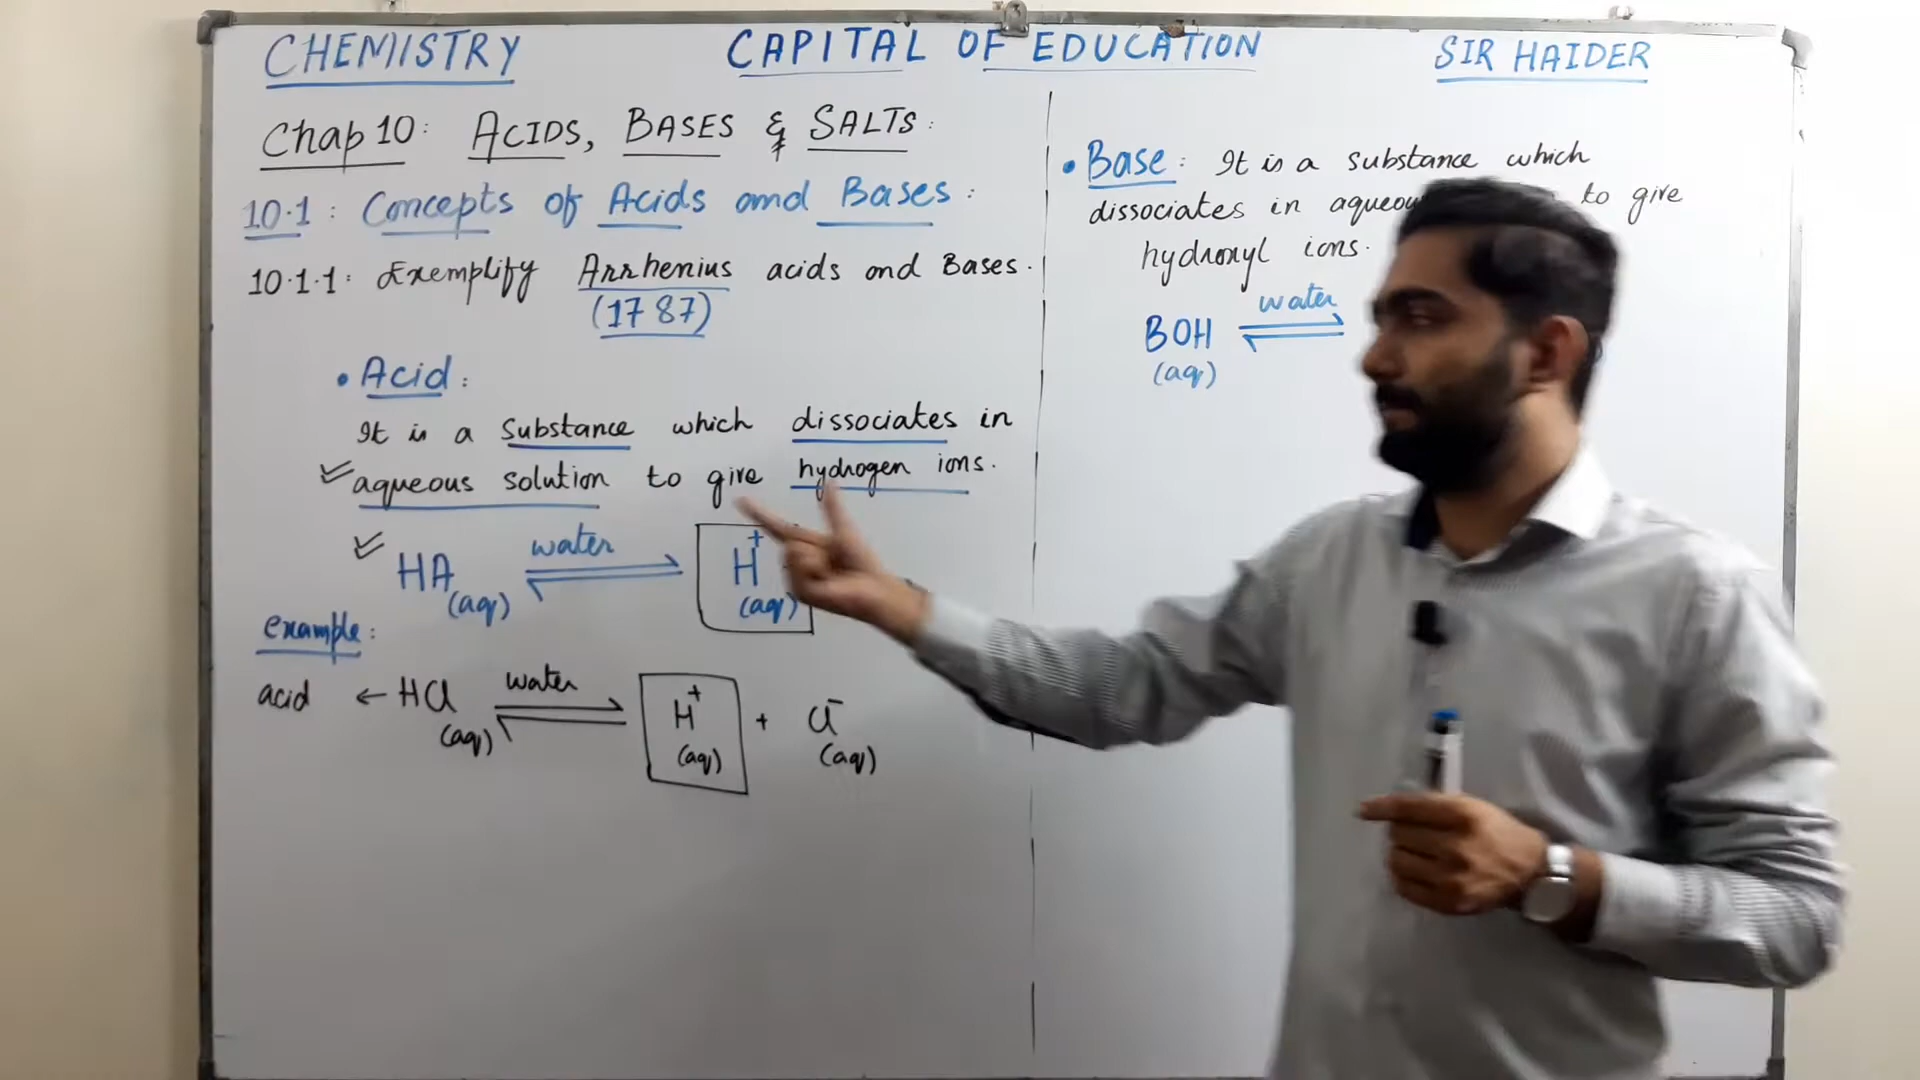 CHEMISTRY CAPITAL OF EDUCATION SIR HAIDER
Chap 10: ACIDS, BASES & SALTS:
10.1: Concepts of Acids and Bases:
10.1.1: Exemplify Arrhenius acids and Bases.
(1787)
• Acid:
It is a substance which dissociates in
aqueous solution to give hydrogen ions.
HA(aq) ⇌ water H+(aq)
example:
acid ← HCl(aq) ⇌ water H+(aq) + Cl-(aq)
• Base: It is a substance which
dissociates in to give
hydroxyl ions.
BOH(aq) ⇌ water